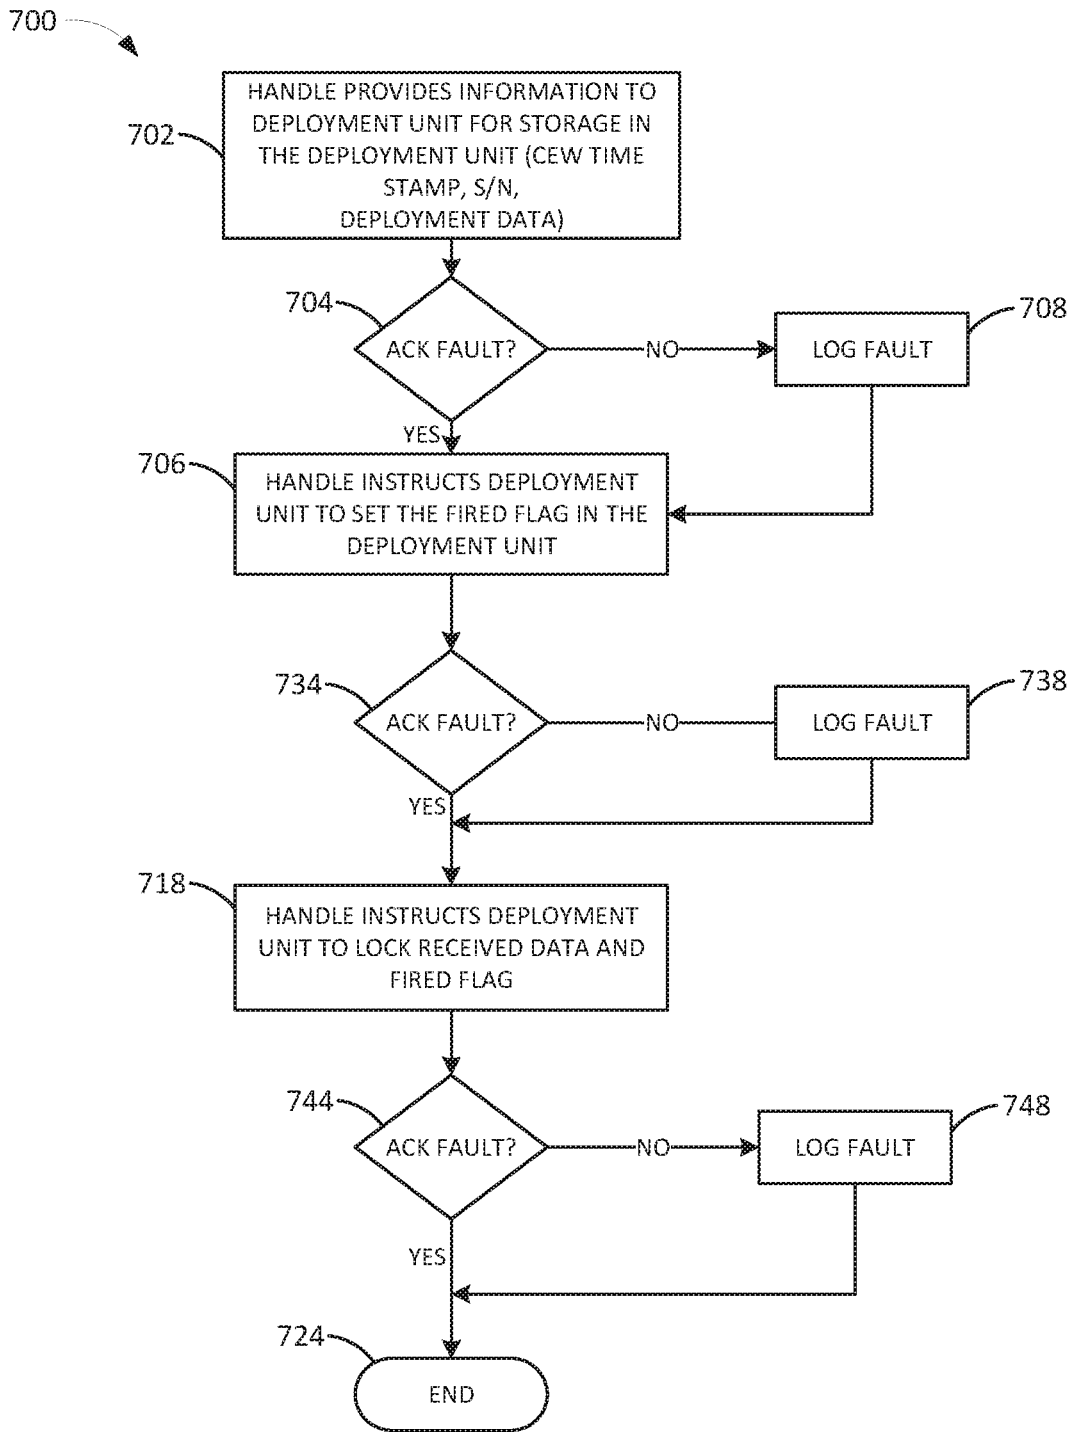 700
HANDLE PROVIDES INFORMATION TO
DEPLOYMENT UNIT FOR STORAGE IN
THE DEPLOYMENT UNIT (CEW TIME
STAMP, S/N,
DEPLOYMENT DATA)
702
704
ACK FAULT?
NO
LOG FAULT
708
YES
706
HANDLE INSTRUCTS DEPLOYMENT
UNIT TO SET THE FIRED FLAG IN THE
DEPLOYMENT UNIT
734
ACK FAULT?
NO
LOG FAULT
738
YES
718
HANDLE INSTRUCTS DEPLOYMENT
UNIT TO LOCK RECEIVED DATA AND
FIRED FLAG
744
ACK FAULT?
NO
LOG FAULT
748
YES
724
END